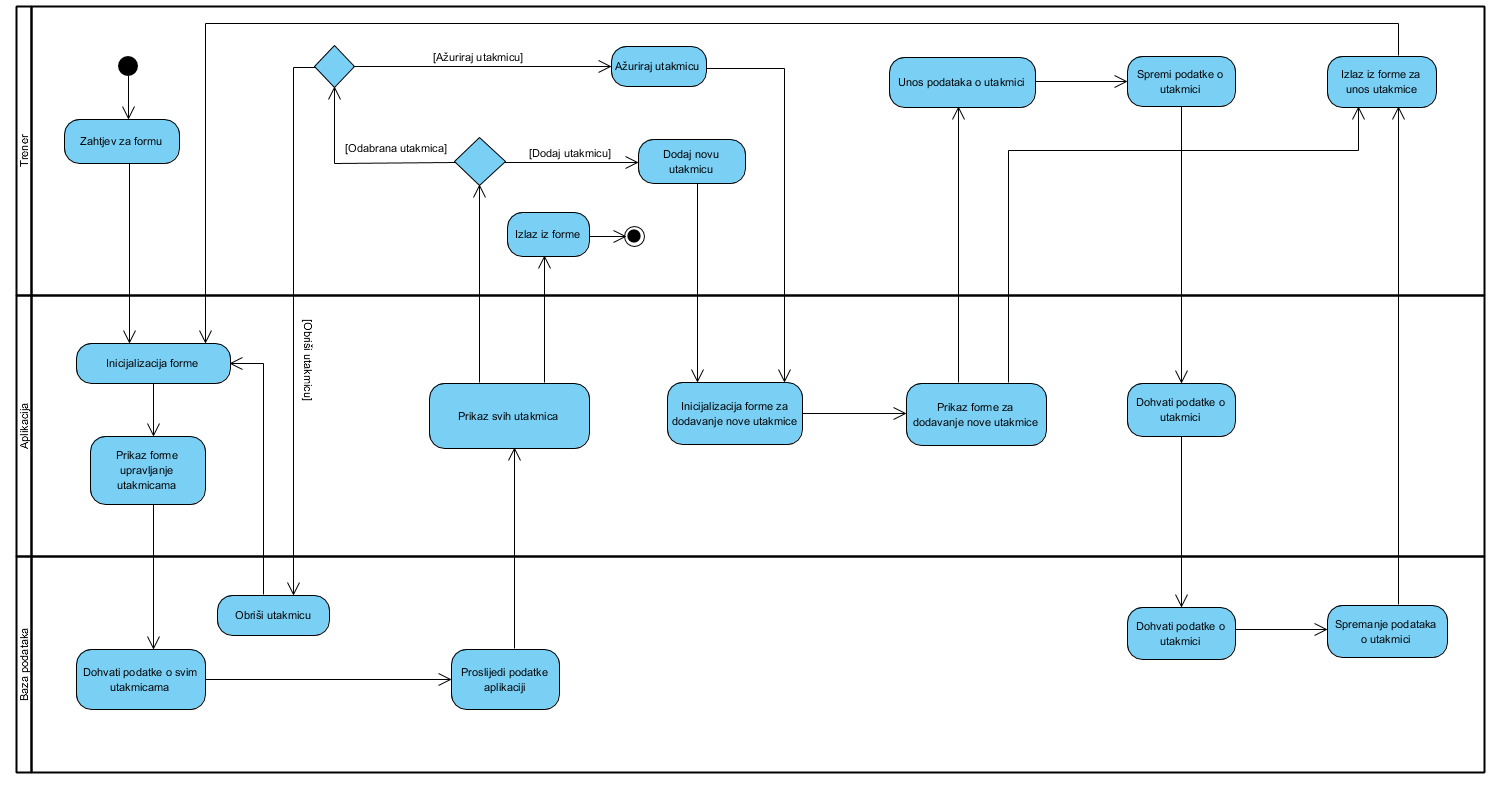 Trener
Zahtjev za formu
[Ažuriraj utakmicu]
Ažuriraj utakmicu
[Odabrana utakmica]
[Dodaj utakmicu]
Dodaj novu
utakmicu
Izlaz iz forme
Unos podataka o utakmici
Spremi podatke o
utakmici
Izlaz iz forme za
unos utakmice
Aplikacija
Inicijalizacija forme
[Obriši utakmicu]
Prikaz forme
upravljanje
utakmicama
Prikaz svih utakmica
Inicijalizacija forme za
dodavanje nove utakmice
Prikaz forme za
dodavanje nove utakmice
Dohvati podatke o
utakmici
Baza podataka
Obriši utakmicu
Dohvati podatke o svim
utakmicama
Proslijedi podatke
aplikaciji
Dohvati podatke o
utakmici
Spremanje podataka
o utakmici